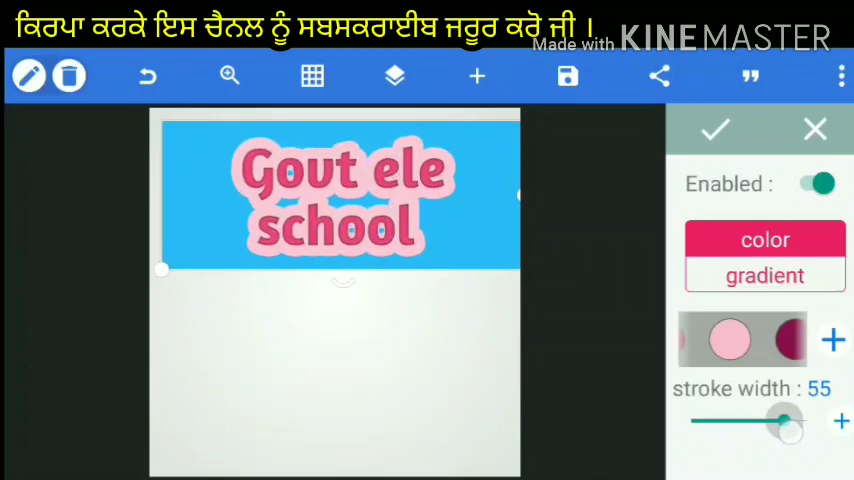 ਕਿਰਪਾ ਕਰਕੇ ਇਸ ਚੈਨਲ ਨੂੰ ਸਬਸਕਰਾਈਬ ਜਰੂਰ ਕਰੋ ਜੀ ।
Made with KINEMASTER
Govt ele
school
Enabled :
color
gradient
stroke width : 55